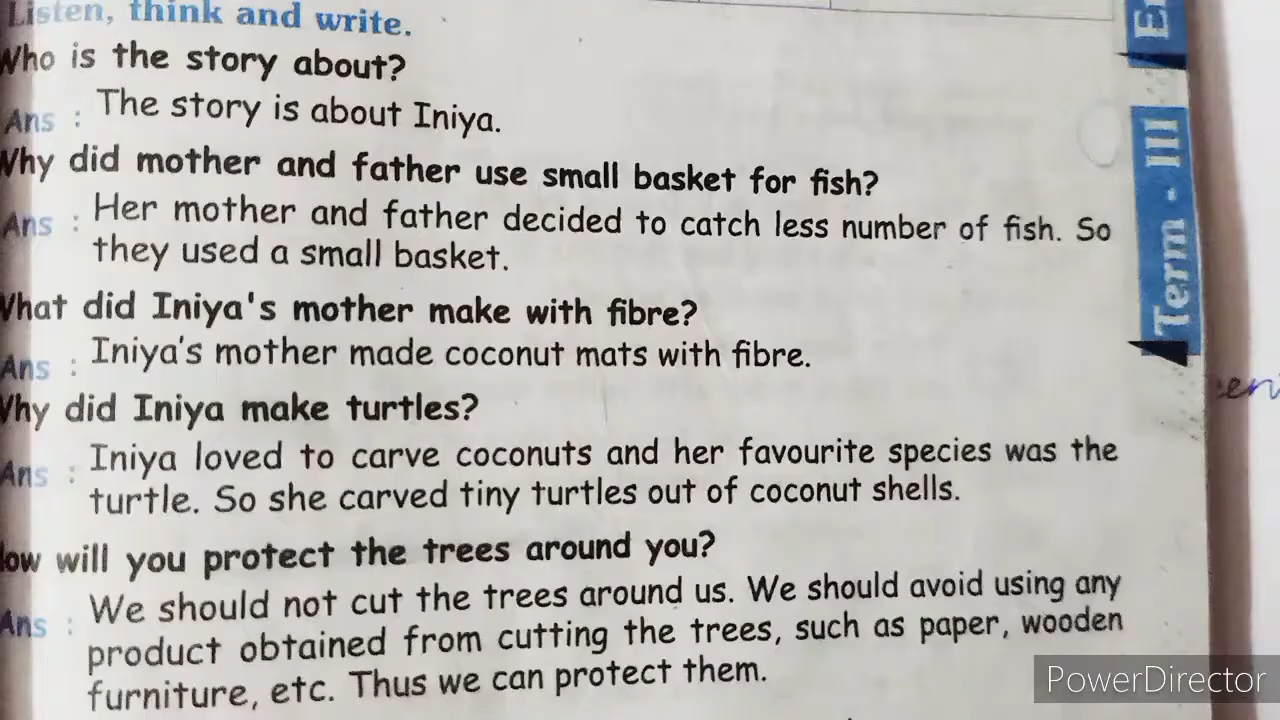 Listen, think and write.
Who is the story about?
Ans : The story is about Iniya.
Why did mother and father use small basket for fish?
Ans : Her mother and father decided to catch less number of fish. So
they used a small basket.
What did Iniya's mother make with fibre?
Ans : Iniya's mother made coconut mats with fibre.
Why did Iniya make turtles?
Ans : Iniya loved to carve coconuts and her favourite species was the
turtle. So she carved tiny turtles out of coconut shells.
How will you protect the trees around you?
Ans : We should not cut the trees around us. We should avoid using any
product obtained from cutting the trees, such as paper, wooden
furniture, etc. Thus we can protect them.
Term - III
PowerDirector